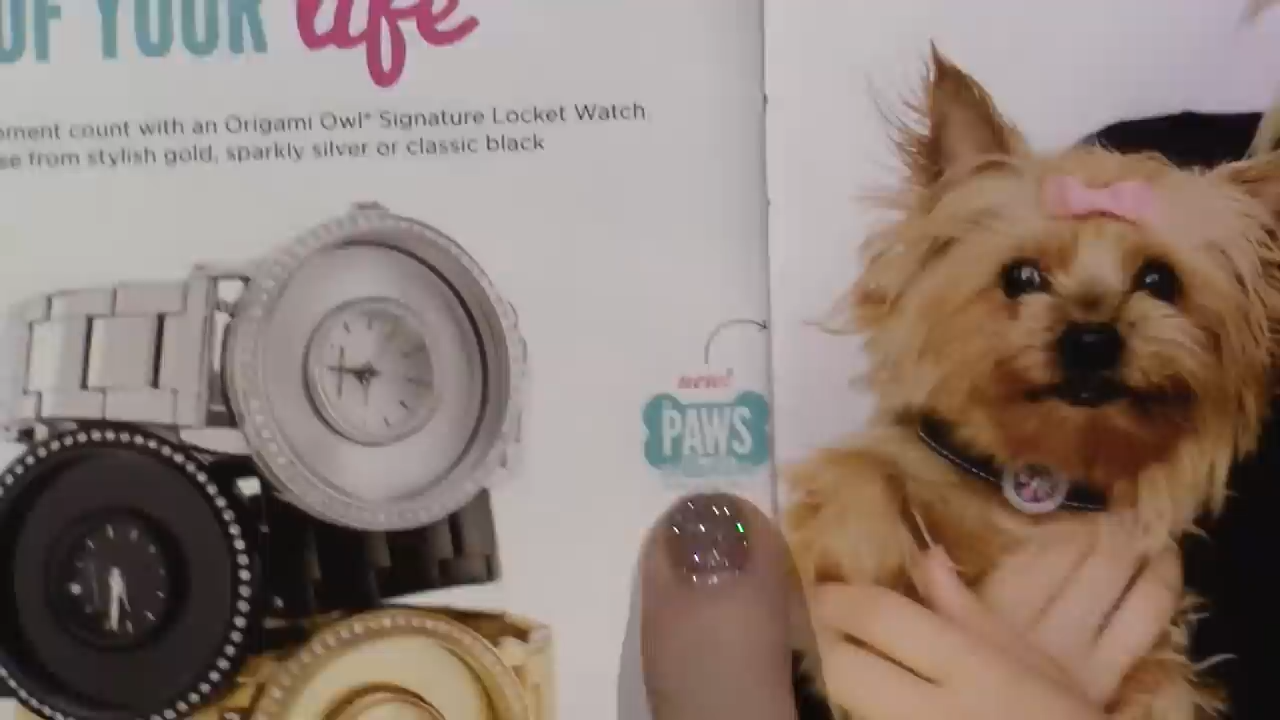 OF YOUR life
oment count with an Origami Owl® Signature Locket Watch
se from stylish gold, sparkly silver or classic black
new!
PAWS